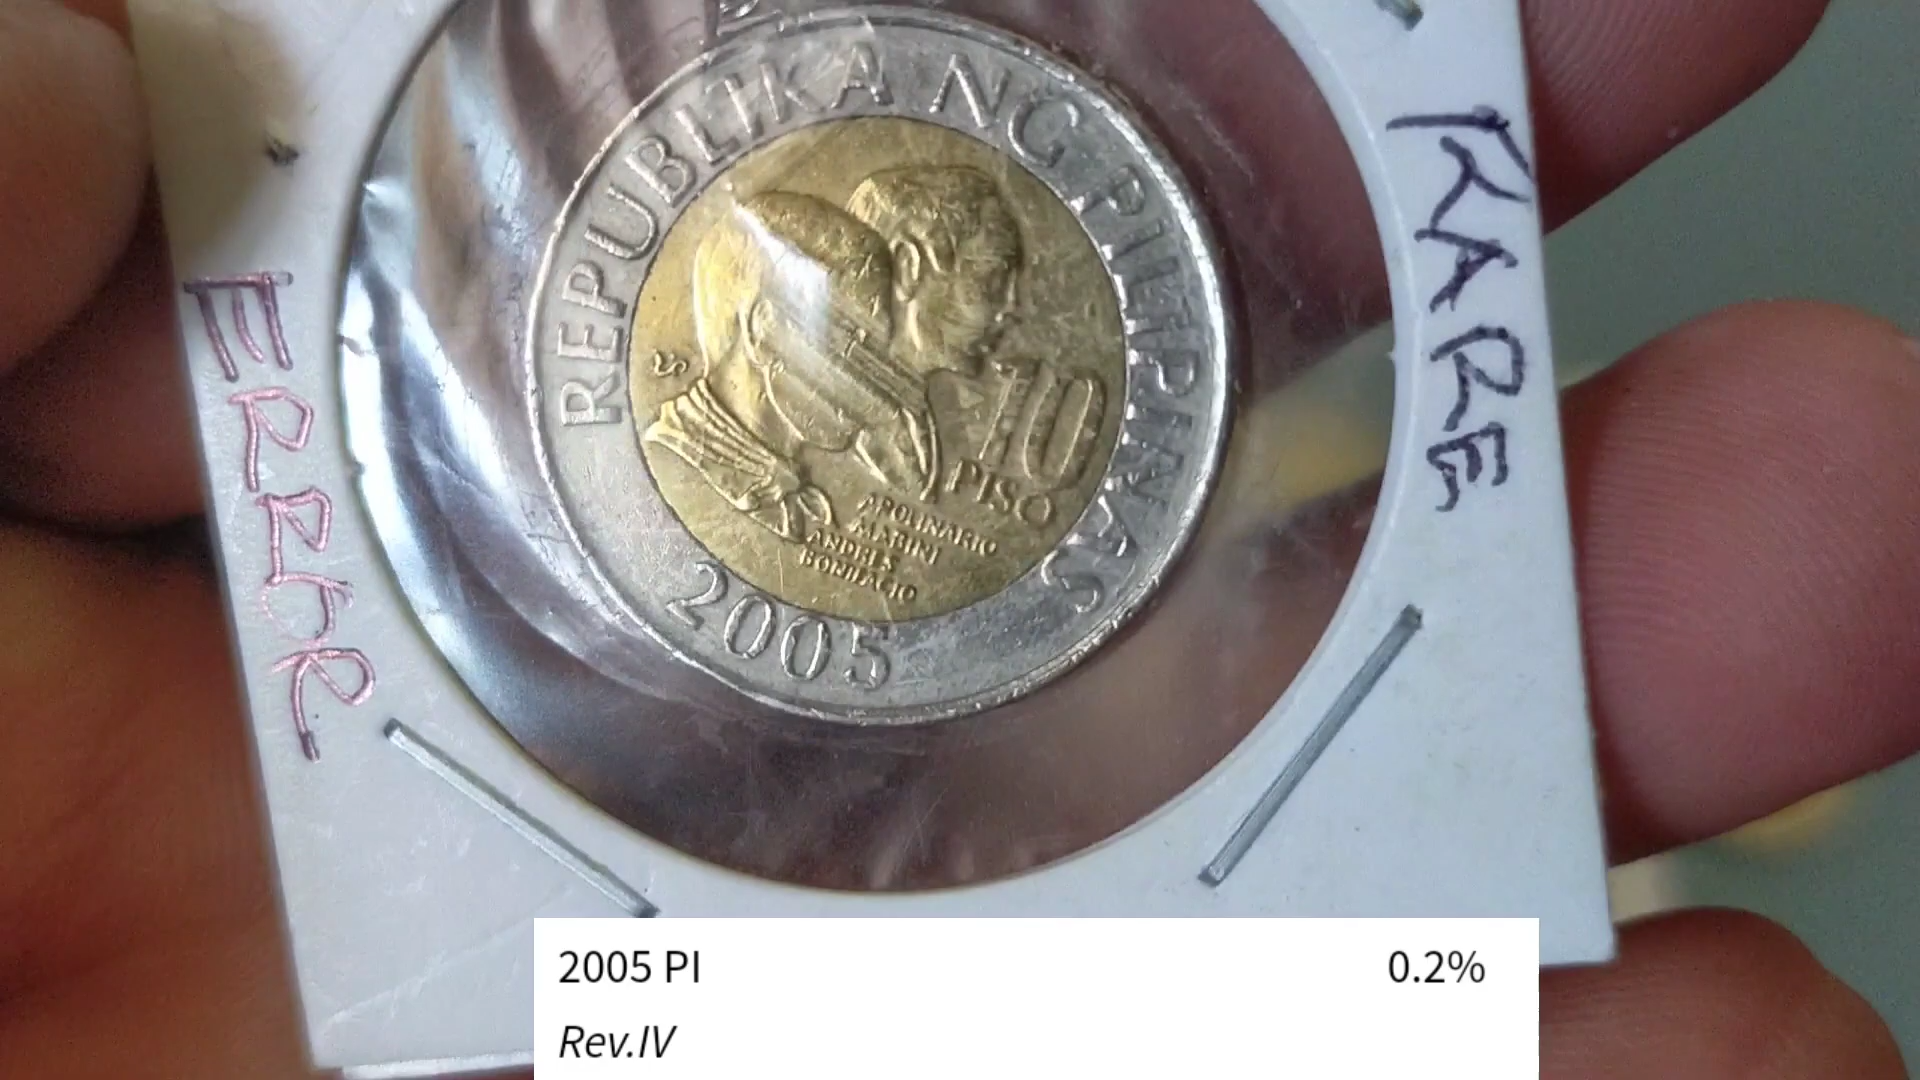 REPUBLIKA NG PILIPINAS
10
PISO
APOLINARIO
MABINI
ANDRES
BONIFACIO
2005
ERROR
RARE
2005 PI 0.2%
Rev.IV